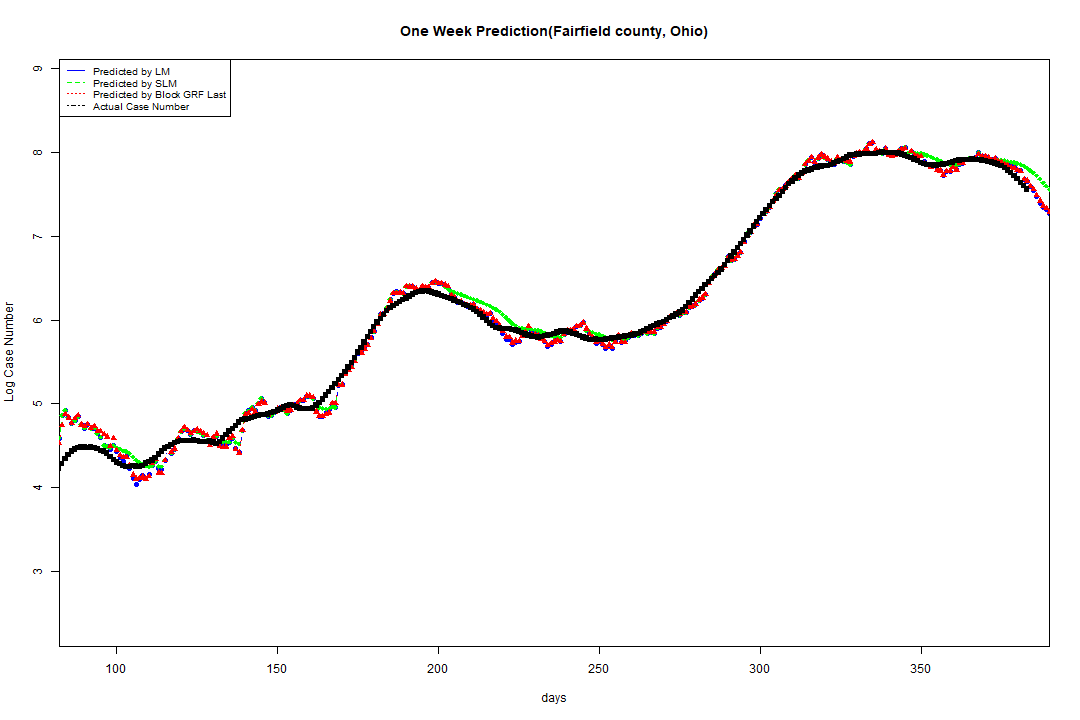 One Week Prediction(Fairfield county, Ohio)
Predicted by LM
Predicted by SLM
Predicted by Block GRF Last
Actual Case Number
9
8
7
6
5
4
3
Log Case Number
100 150 200 250 300 350
days